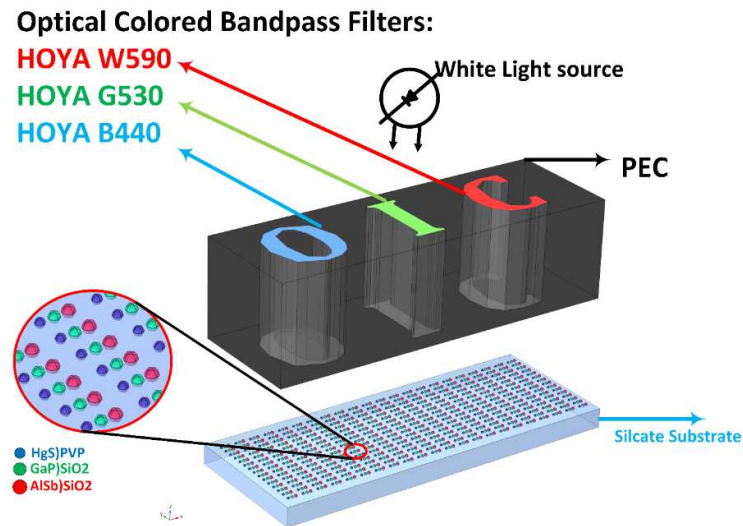 Optical Colored Bandpass Filters:
HOYA W590
HOYA G530
HOYA B440
White Light source
PEC
O I C
Silcate Substrate
HgS)PVP
GaP)SiO2
AlSb)SiO2